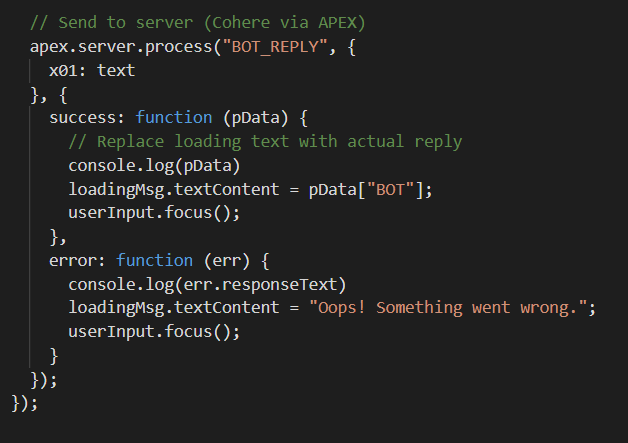 // Send to server (Cohere via APEX)
apex.server.process("BOT_REPLY", {
x01: text
}, {
success: function (pData) {
// Replace loading text with actual reply
console.log(pData)
loadingMsg.textContent = pData["BOT"];
userInput.focus();
},
error: function (err) {
console.log(err.responseText)
loadingMsg.textContent = "Oops! Something went wrong.";
userInput.focus();
}
});
});